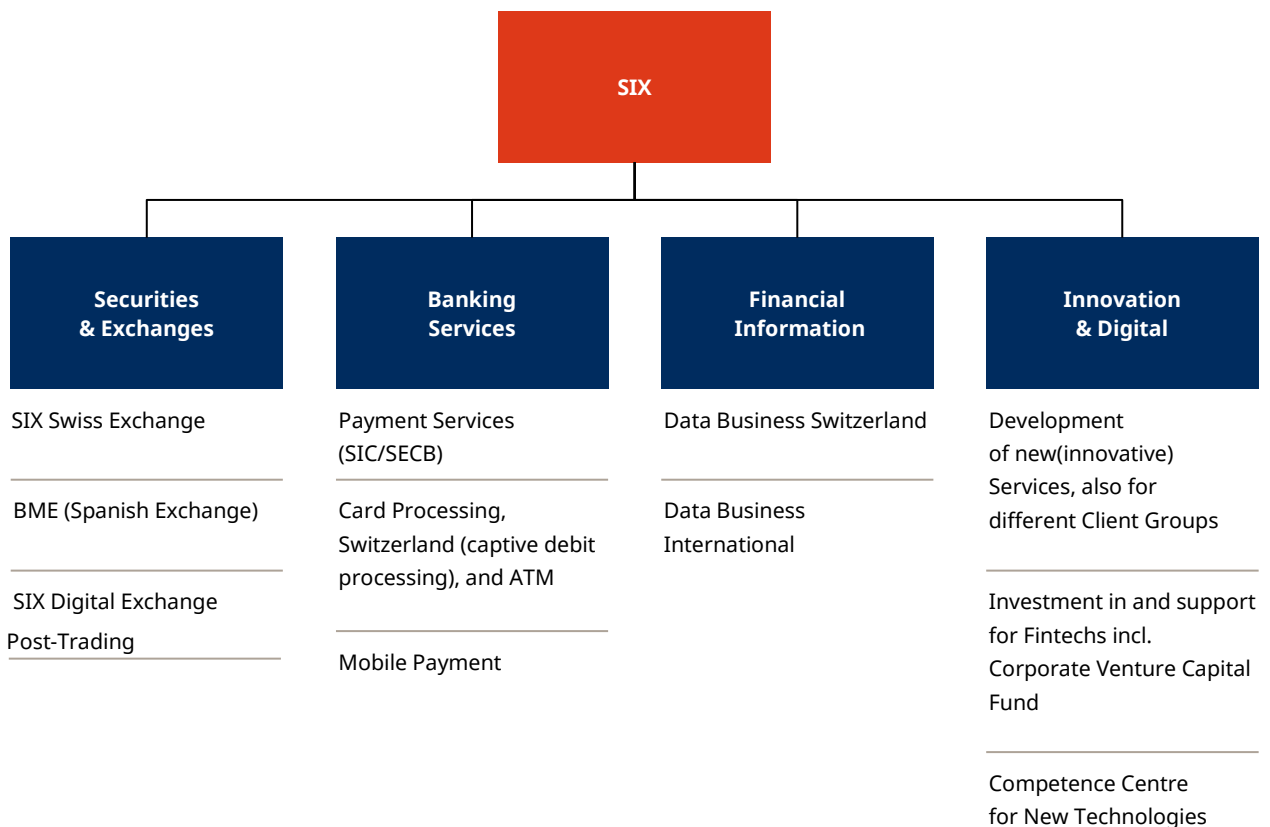 SIX
Securities
& Exchanges
SIX Swiss Exchange
BME (Spanish Exchange)
SIX Digital Exchange
Post-Trading
Banking
Services
Payment Services
(SIC/SECB)
Card Processing,
Switzerland (captive debit
processing), and ATM
Mobile Payment
Financial
Information
Data Business Switzerland
Data Business
International
Innovation
& Digital
Development
of new(innovative)
Services, also for
different Client Groups
Investment in and support
for Fintechs incl.
Corporate Venture Capital
Fund
Competence Centre
for New Technologies